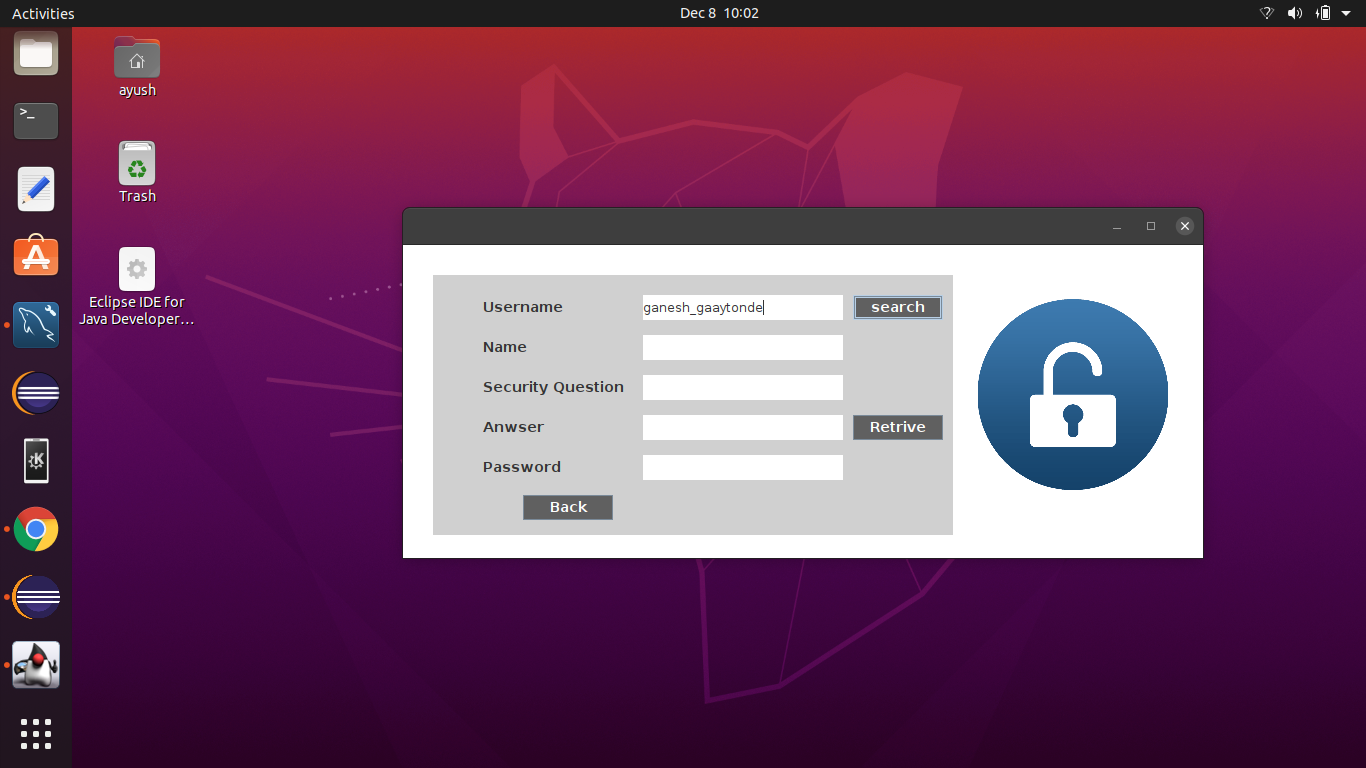 Activities
Dec 8 10:02
ayush
Trash
Eclipse IDE for
Java Developer…
>_
Username
ganesh_gaaytonde
search
Name
Security Question
Anwser
Retrive
Password
Back